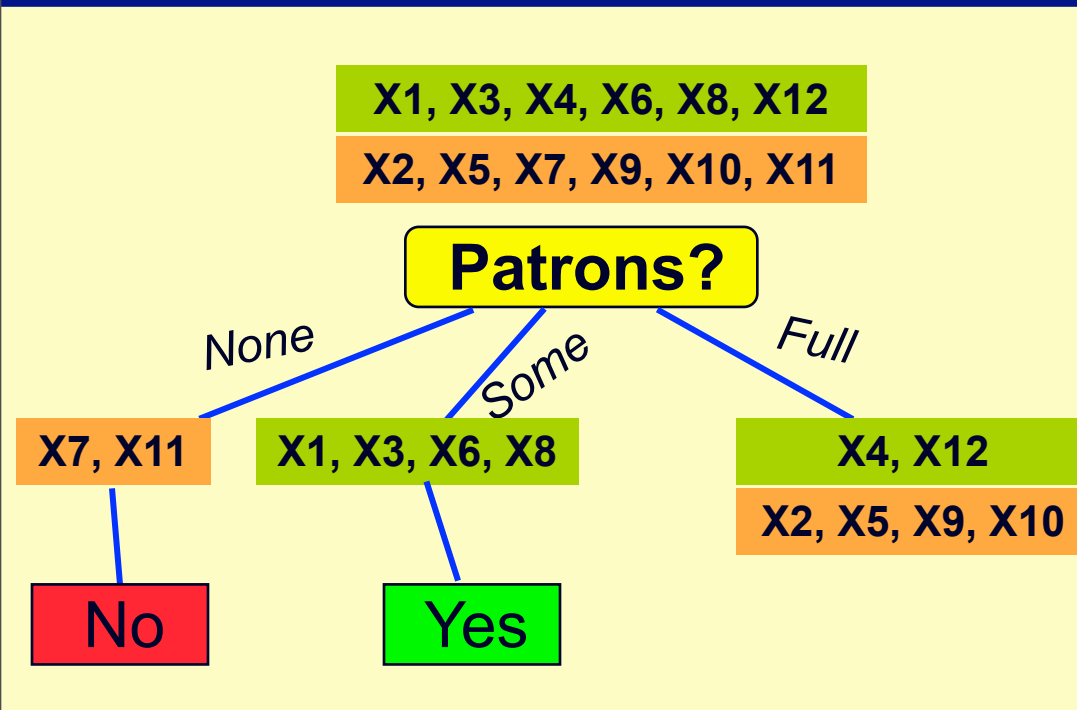 X1, X3, X4, X6, X8, X12
X2, X5, X7, X9, X10, X11
Patrons?
None
Some
Full
X7, X11
X1, X3, X6, X8
X4, X12
X2, X5, X9, X10
No
Yes